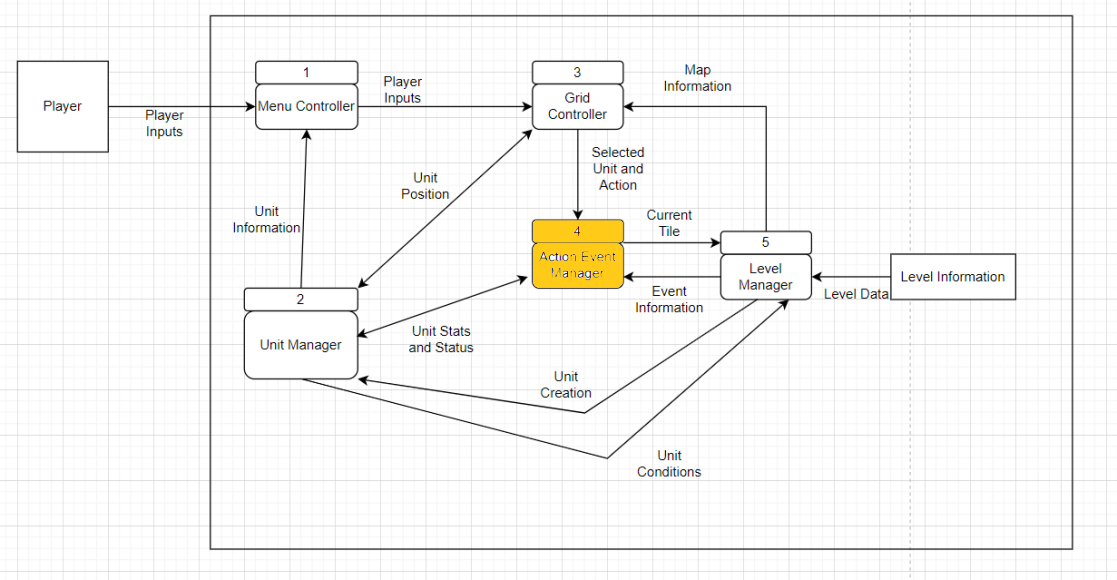 Player
Player
Inputs
1
Menu Controller
Player
Inputs
3
Grid
Controller
Map
Information
Selected
Unit and
Action
Unit
Position
Unit
Information
4
Action Event
Manager
Current
Tile
5
Level
Manager
Level Information
Level Data
Event
Information
2
Unit Manager
Unit Stats
and Status
Unit
Creation
Unit
Conditions